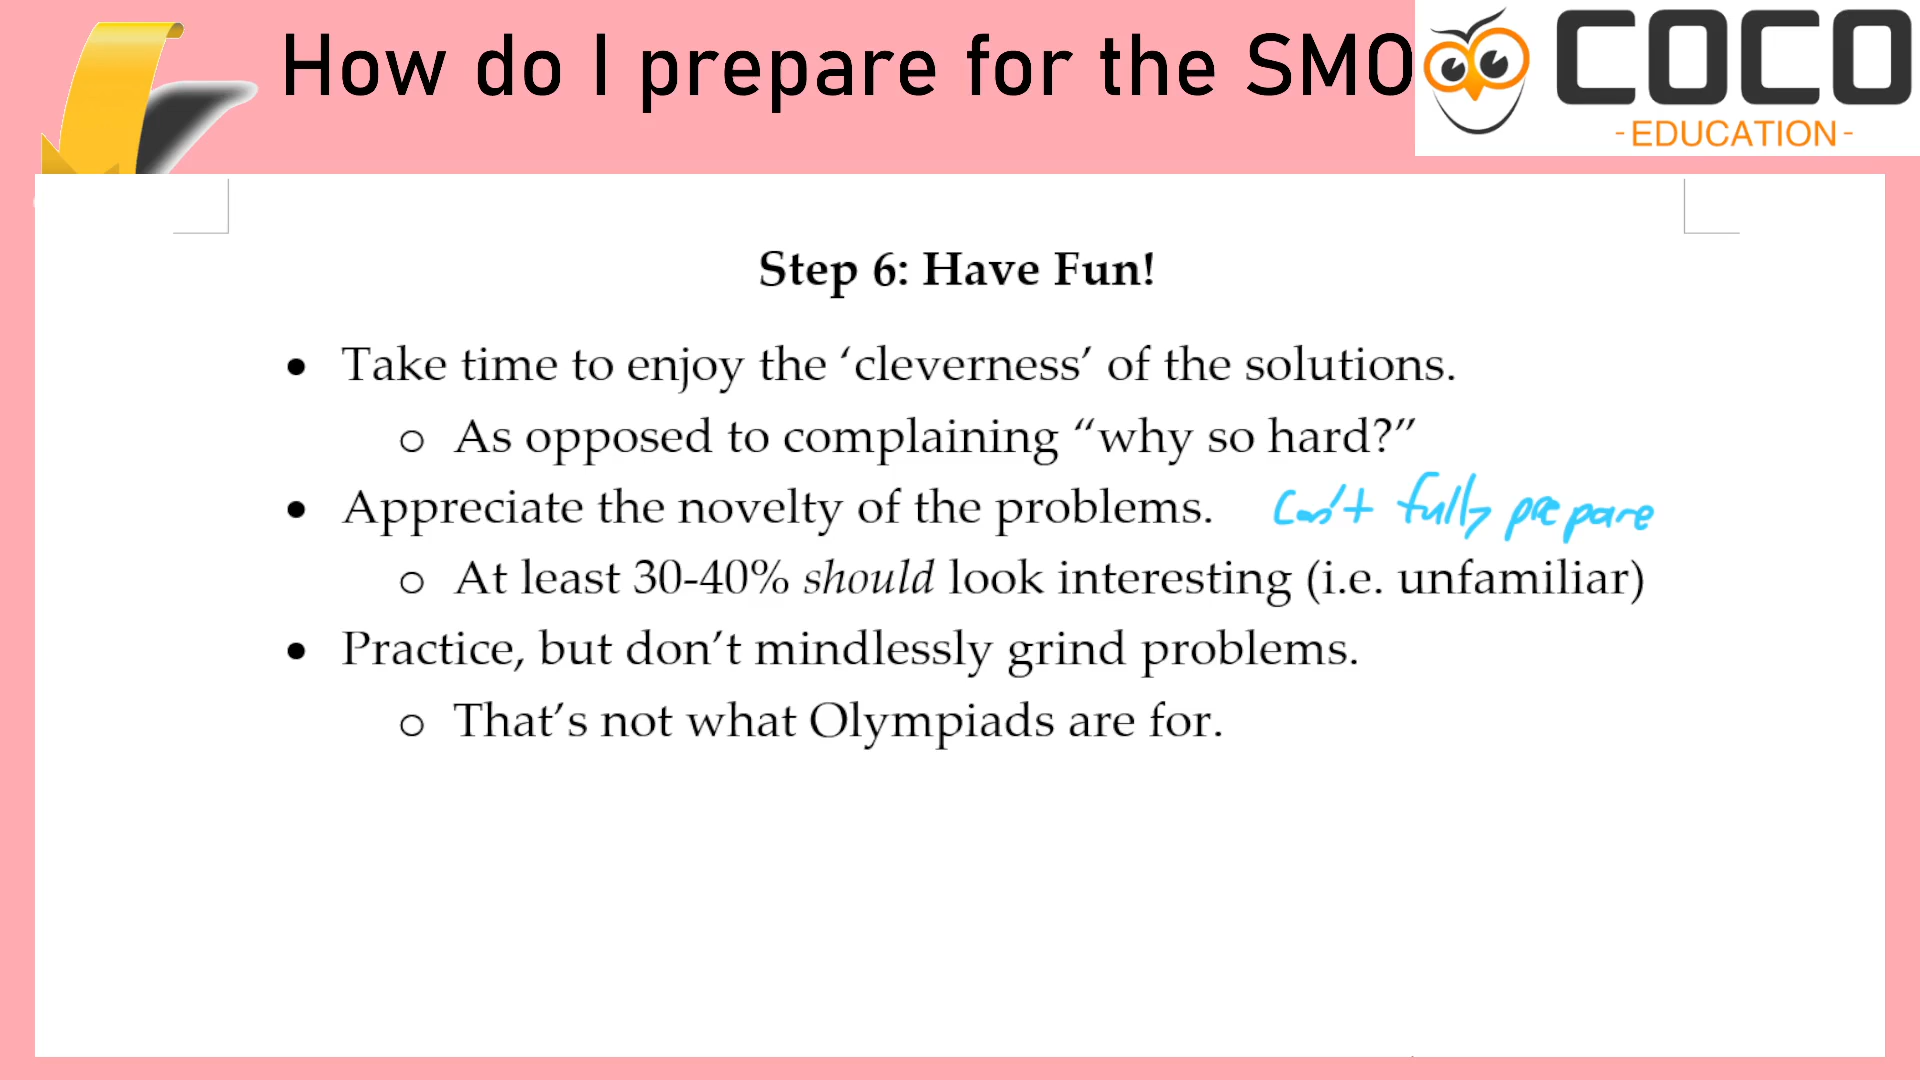 How do I prepare for the SMO
COCO
- EDUCATION -
Step 6: Have Fun!
• Take time to enjoy the ‘cleverness’ of the solutions.
o As opposed to complaining “why so hard?”
• Appreciate the novelty of the problems. Can't fully prepare
o At least 30-40% should look interesting (i.e. unfamiliar)
• Practice, but don’t mindlessly grind problems.
o That’s not what Olympiads are for.